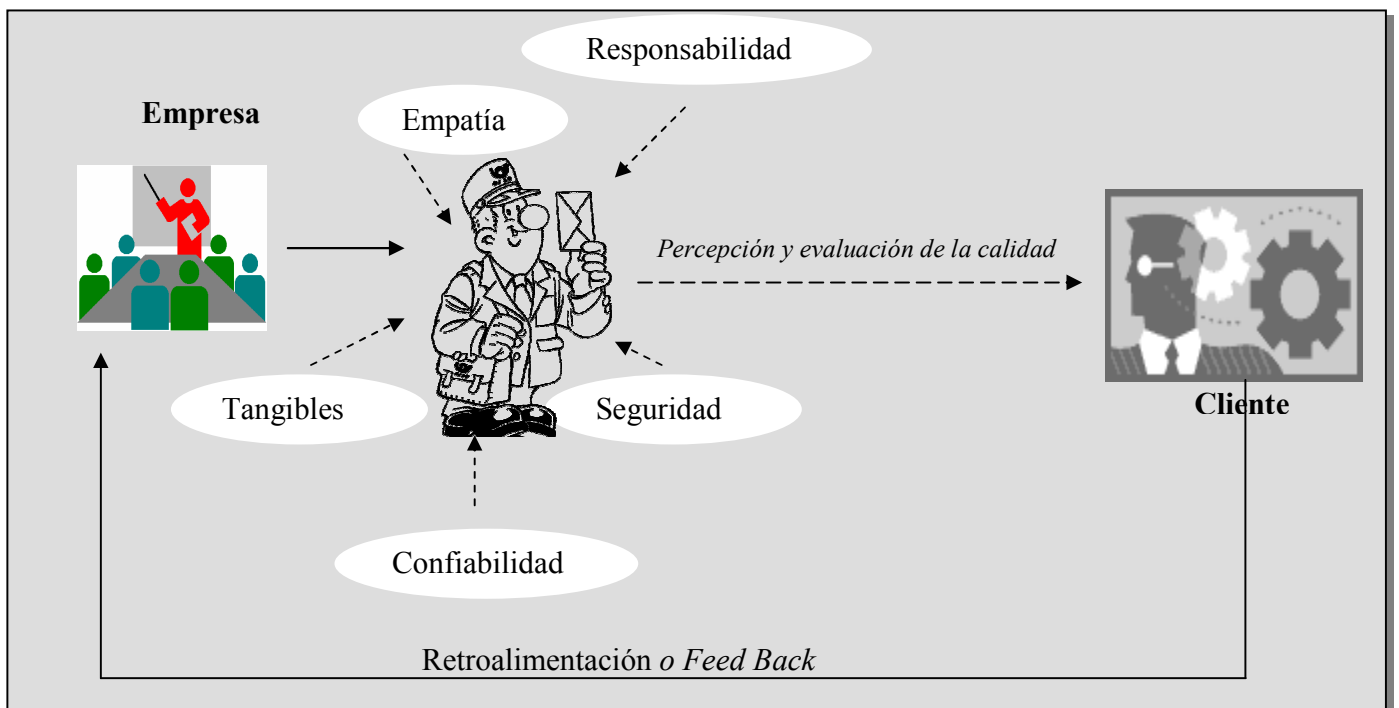 Responsabilidad
Empresa
Empatía
Percepción y evaluación de la calidad
Tangibles
Seguridad
Cliente
Confiabilidad
Retroalimentación o Feed Back